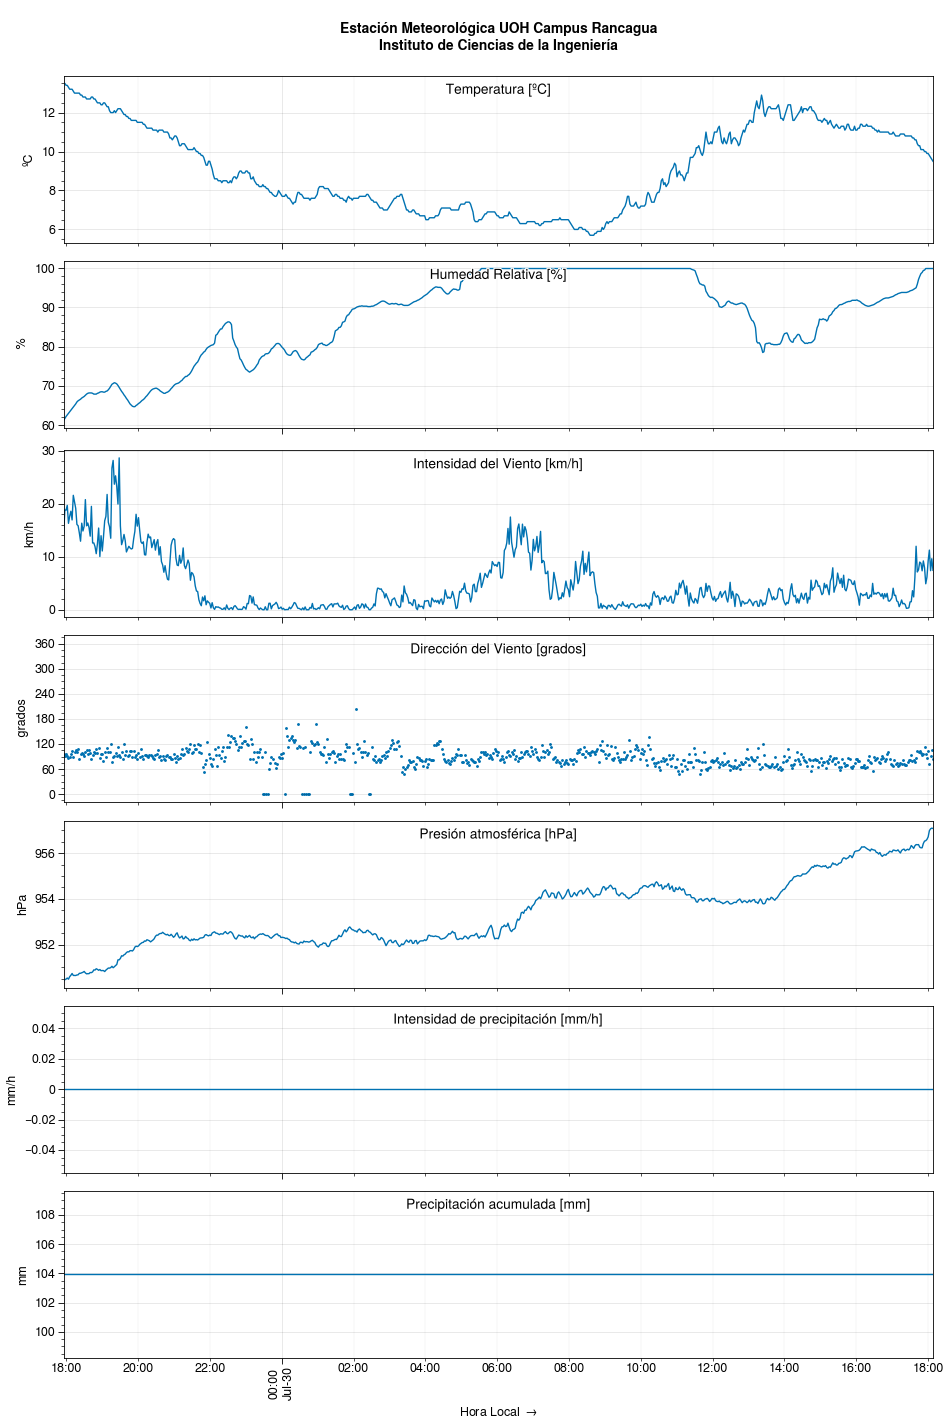 Estación Meteorológica UOH Campus Rancagua
Instituto de Ciencias de la Ingeniería
Temperatura [ºC]
ºC
12
10
8
6
Humedad Relativa [%]
%
100
90
80
70
60
Intensidad del Viento [km/h]
km/h
30
20
10
0
Dirección del Viento [grados]
grados
360
300
240
180
120
60
0
Presión atmosférica [hPa]
hPa
956
954
952
Intensidad de precipitación [mm/h]
mm/h
0.04
0.02
0
−0.02
−0.04
Precipitación acumulada [mm]
mm
108
106
104
102
100
18:00 20:00 22:00 00:00 02:00 04:00 06:00 08:00 10:00 12:00 14:00 16:00 18:00
Jul-30
Hora Local →